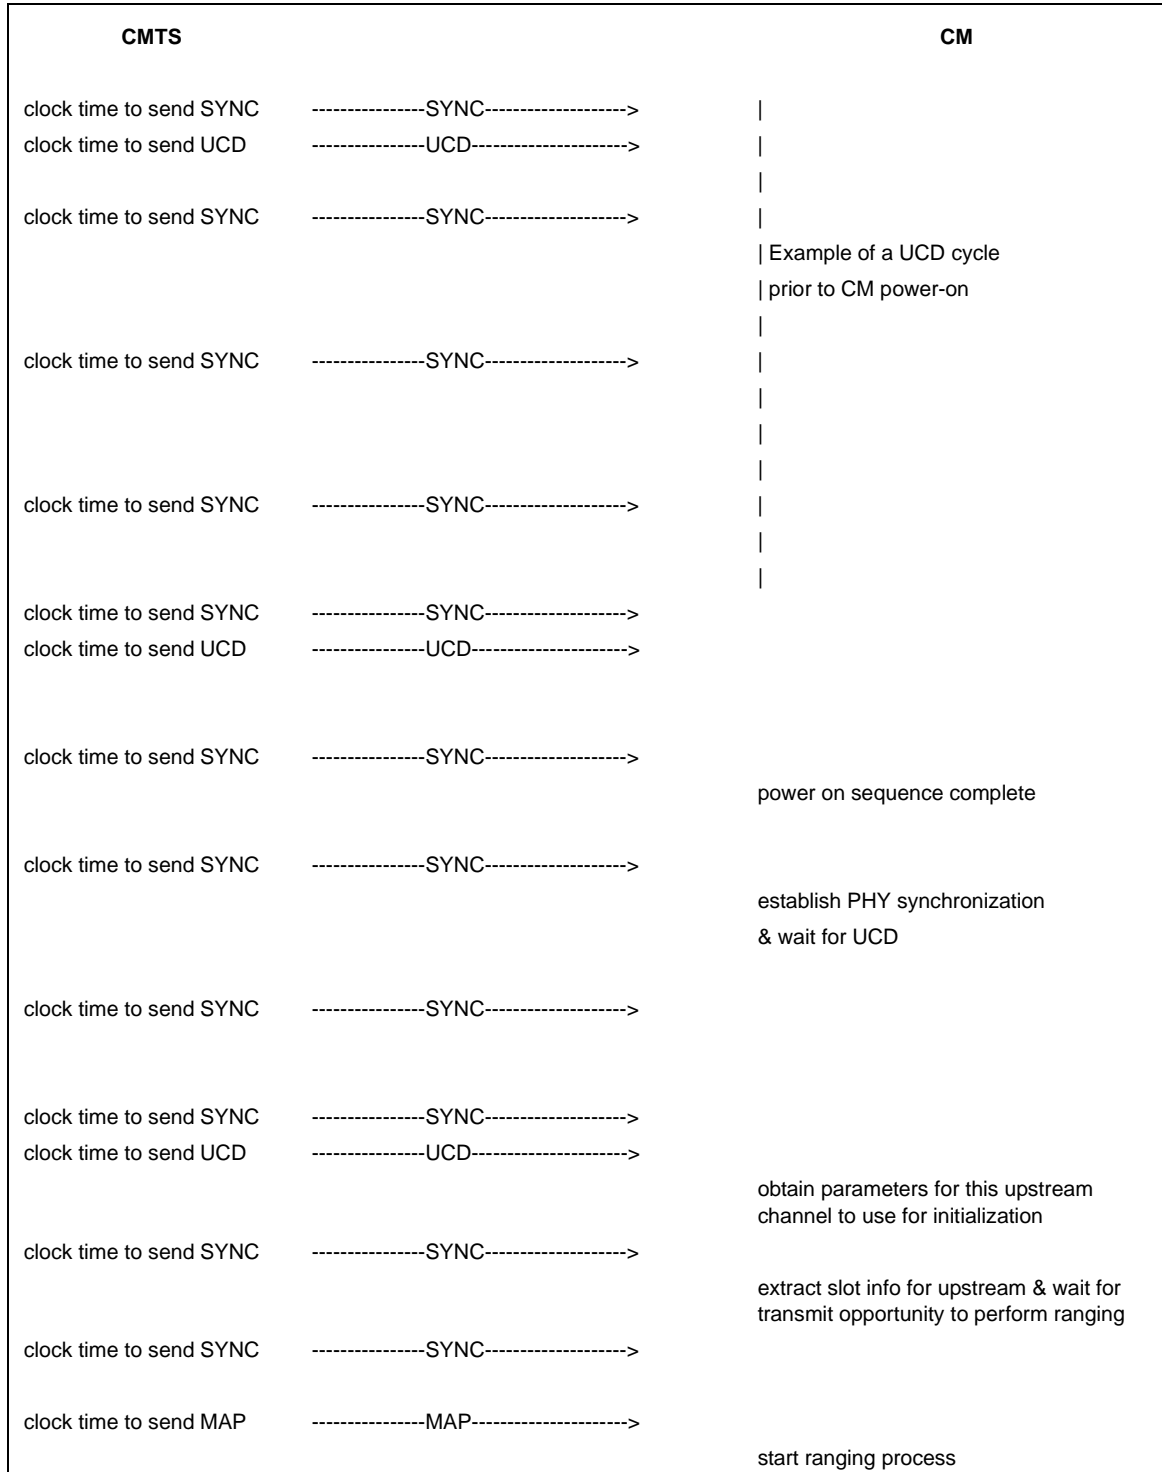 CMTS CM
clock time to send SYNC ----------------SYNC--------------------> |
clock time to send UCD ----------------UCD----------------------> |
|
clock time to send SYNC ----------------SYNC--------------------> |
| Example of a UCD cycle
| prior to CM power-on
|
clock time to send SYNC ----------------SYNC--------------------> |
|
|
|
clock time to send SYNC ----------------SYNC--------------------> |
|
|
clock time to send SYNC ----------------SYNC-------------------->
clock time to send UCD ----------------UCD---------------------->
clock time to send SYNC ----------------SYNC-------------------->
power on sequence complete
clock time to send SYNC ----------------SYNC-------------------->
establish PHY synchronization
& wait for UCD
clock time to send SYNC ----------------SYNC-------------------->
clock time to send SYNC ----------------SYNC-------------------->
clock time to send UCD ----------------UCD---------------------->
obtain parameters for this upstream
channel to use for initialization
clock time to send SYNC ----------------SYNC-------------------->
extract slot info for upstream & wait for
transmit opportunity to perform ranging
clock time to send SYNC ----------------SYNC-------------------->
clock time to send MAP ----------------MAP---------------------->
start ranging process